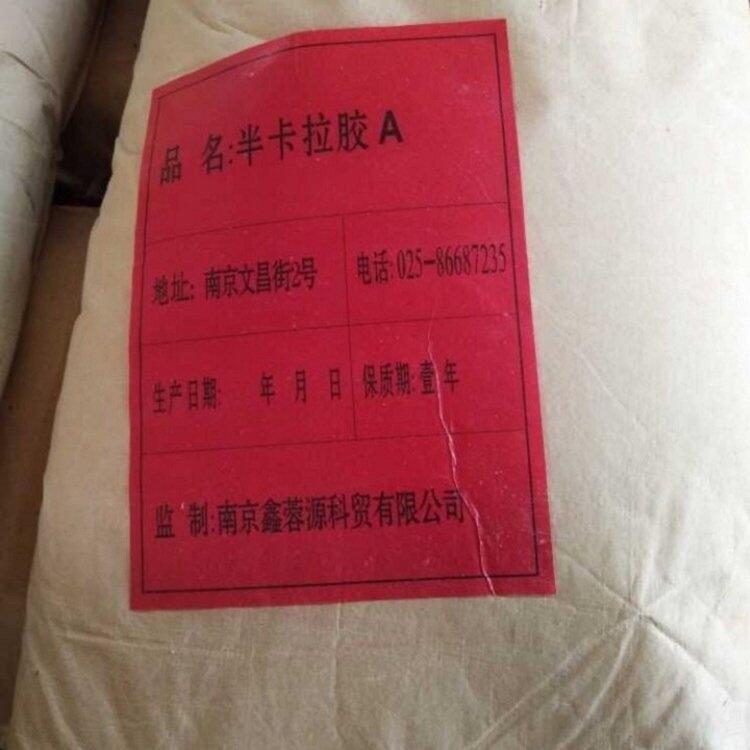 品 名:半卡拉胶A
地址: 南京文昌街2号
电话: 025-86687235
生产日期: 年 月 日
保质期: 壹年
监 制:南京鑫蓉源科贸有限公司